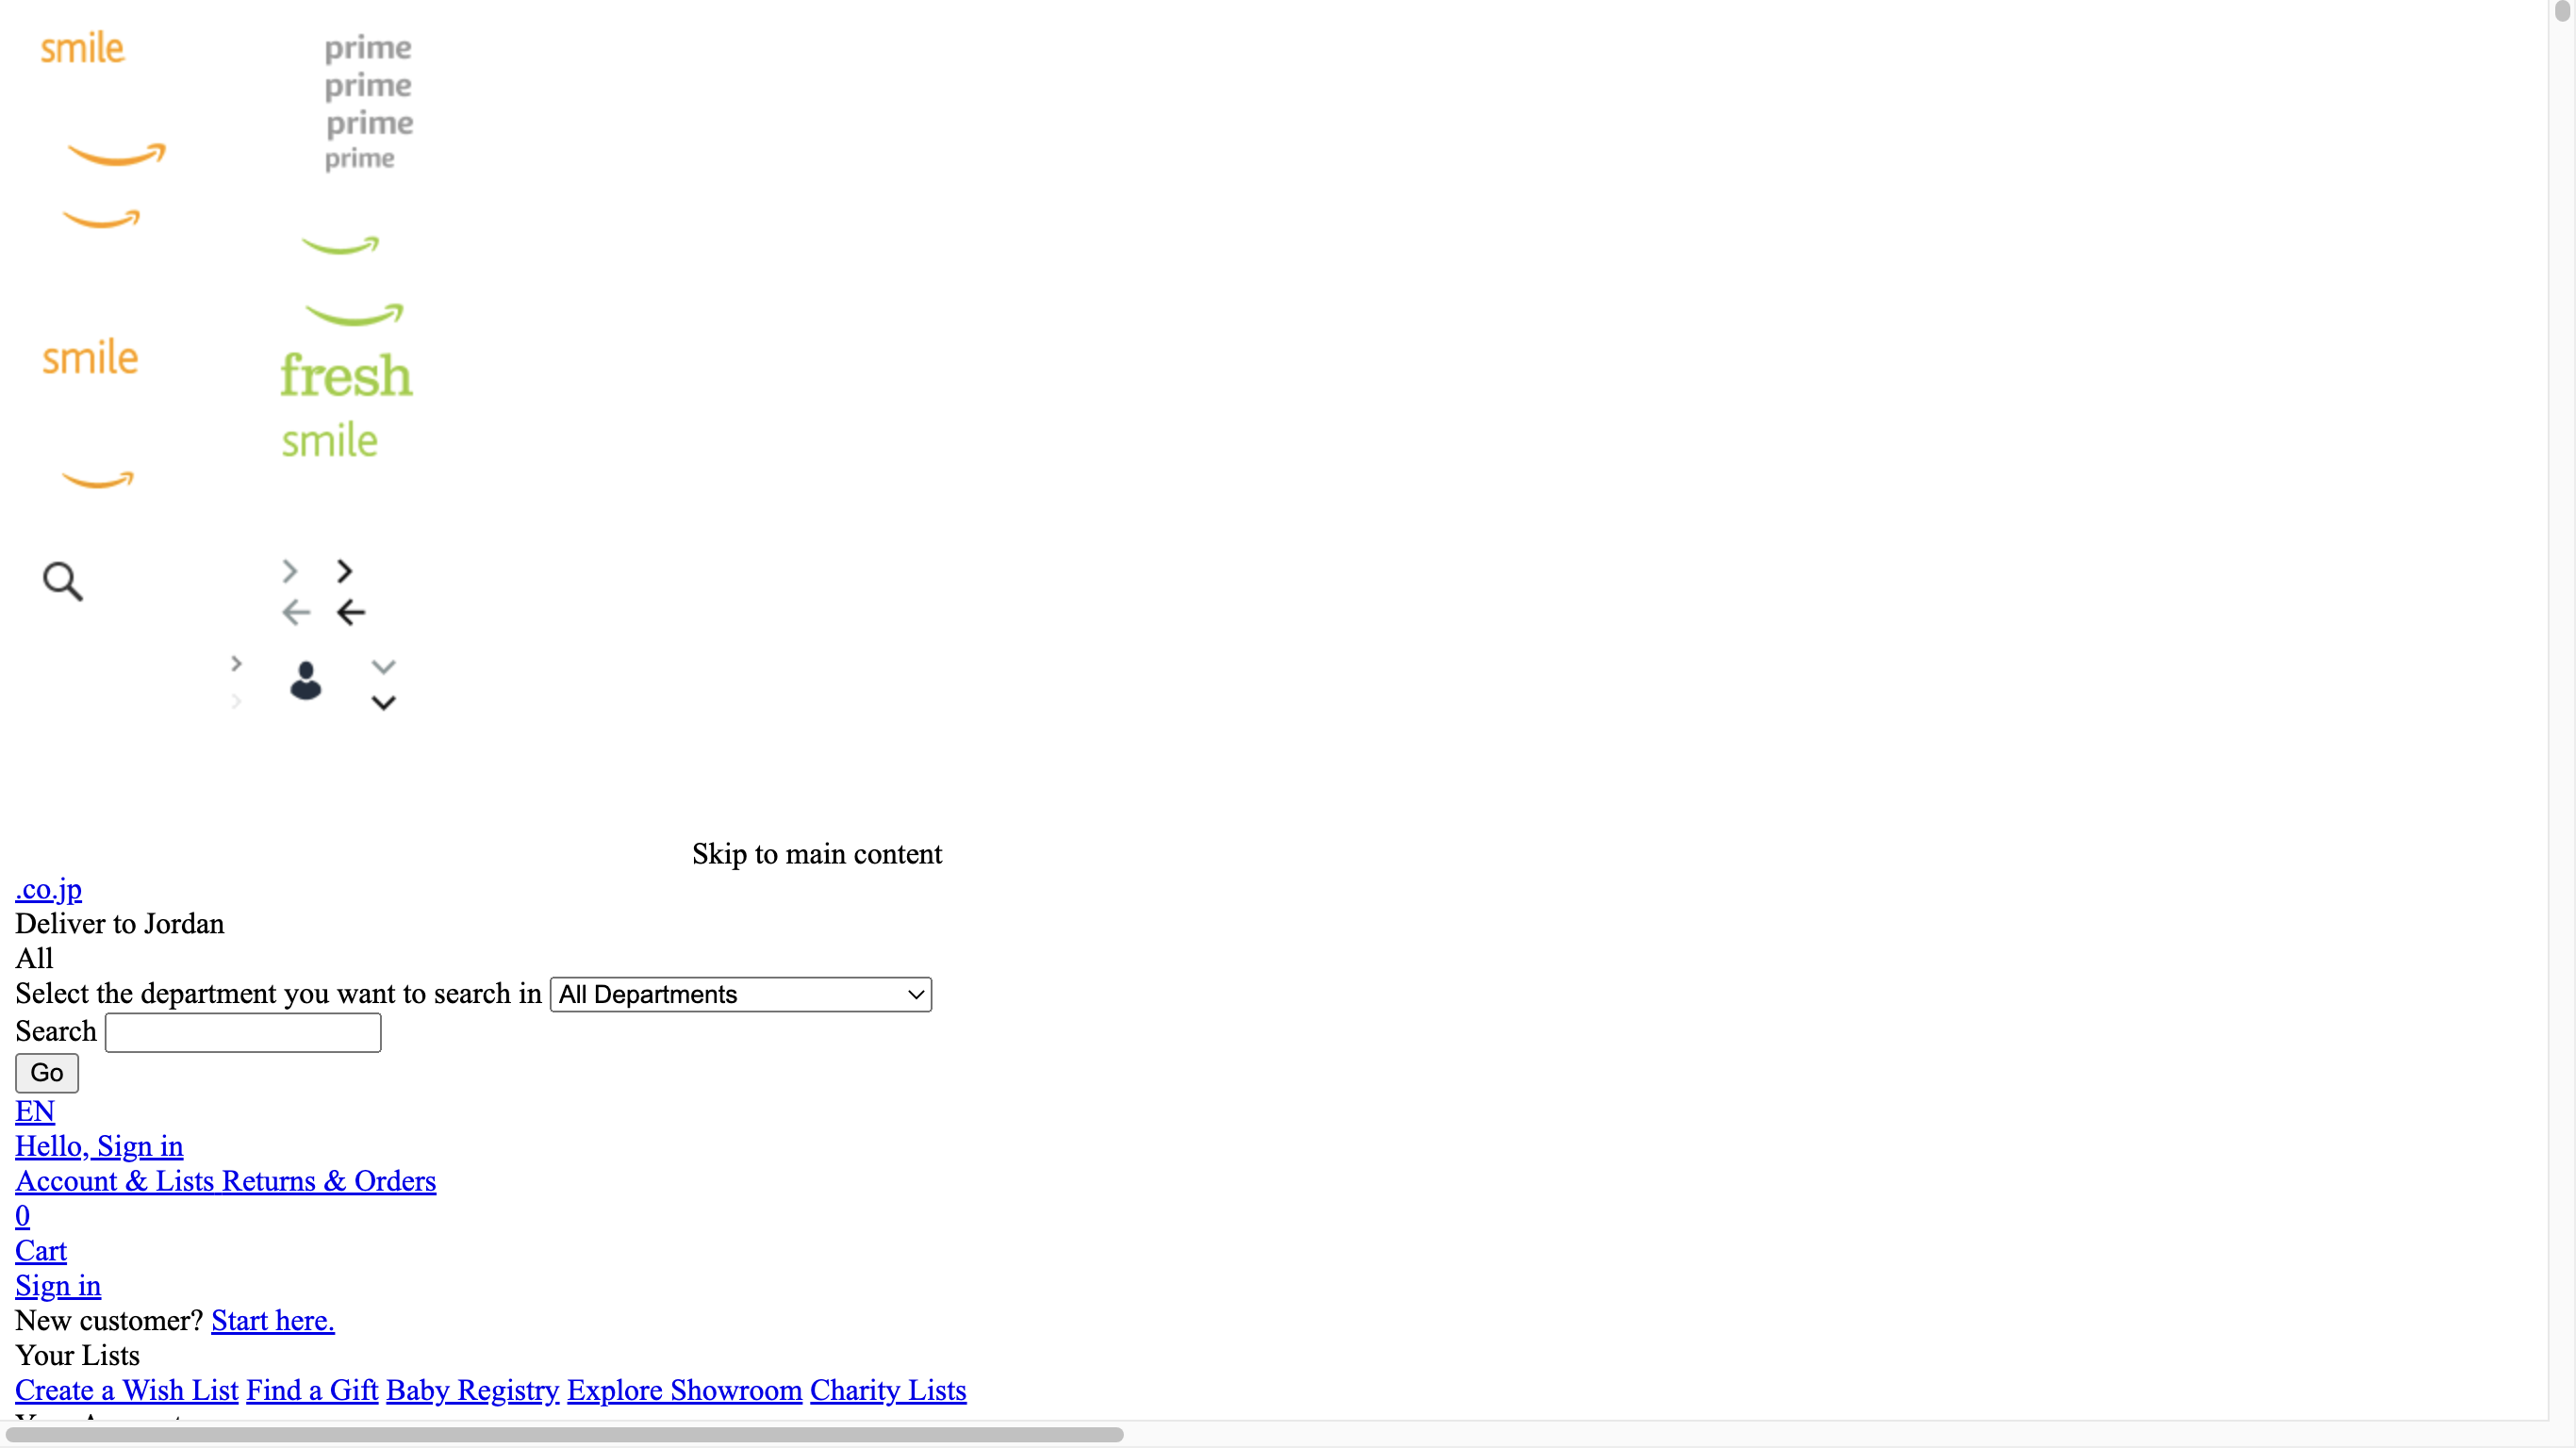 smile
prime
prime
prime
prime
smile
fresh
smile
Skip to main content
.co.jp
Deliver to Jordan
All
Select the department you want to search in All Departments
Search
Go
EN
Hello, Sign in
Account & Lists Returns & Orders
0
Cart
Sign in
New customer? Start here.
Your Lists
Create a Wish List Find a Gift Baby Registry Explore Showroom Charity Lists